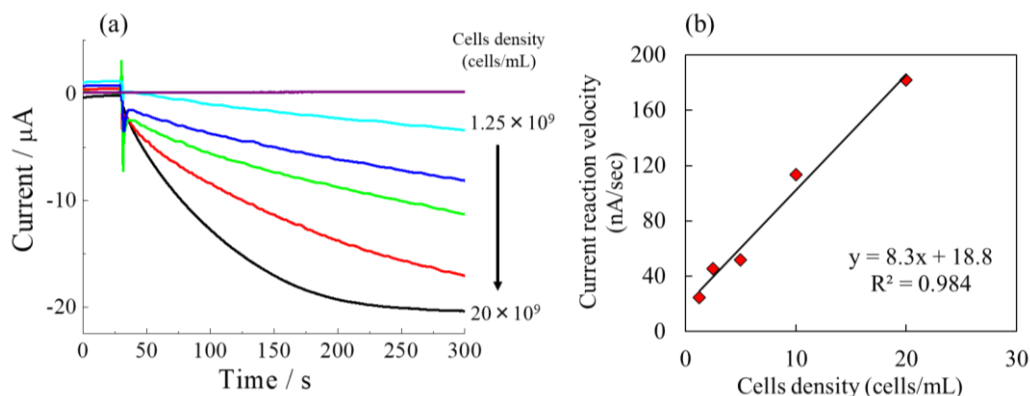 (a)
Cells density
(cells/mL)
0
-10
-20
Current / μA
1.25 × 10⁹
20 × 10⁹
0 50 100 150 200 250 300
Time / s
(b)
200
160
120
80
40
0
Current reaction velocity
(nA/sec)
y = 8.3x + 18.8
R² = 0.984
0 10 20 30
Cells density (cells/mL)